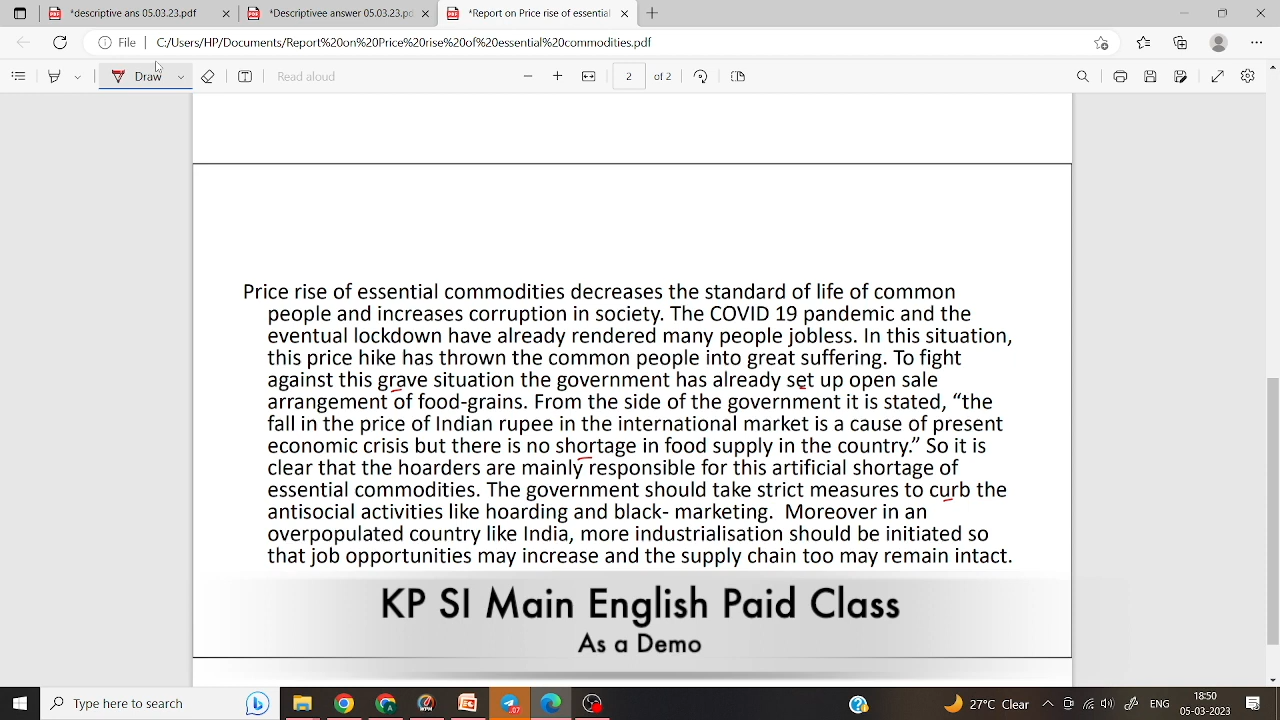 *descriptive ans 05.03.23.pdf
*Descriptive answer 05.03.23.pd
*Report on Price rise of essential
File
C:/Users/HP/Documents/Report%20on%20Price%20rise%20of%20essential%20commodities.pdf
Draw
Read aloud
2 of 2
Price rise of essential commodities decreases the standard of life of common
people and increases corruption in society. The COVID 19 pandemic and the
eventual lockdown have already rendered many people jobless. In this situation,
this price hike has thrown the common people into great suffering. To fight
against this grave situation the government has already set up open sale
arrangement of food-grains. From the side of the government it is stated, “the
fall in the price of Indian rupee in the international market is a cause of present
economic crisis but there is no shortage in food supply in the country.” So it is
clear that the hoarders are mainly responsible for this artificial shortage of
essential commodities. The government should take strict measures to curb the
antisocial activities like hoarding and black- marketing. Moreover in an
overpopulated country like India, more industrialisation should be initiated so
that job opportunities may increase and the supply chain too may remain intact.
KP SI Main English Paid Class
As a Demo
Type here to search
27°C Clear
ENG
18:50
05-03-2023